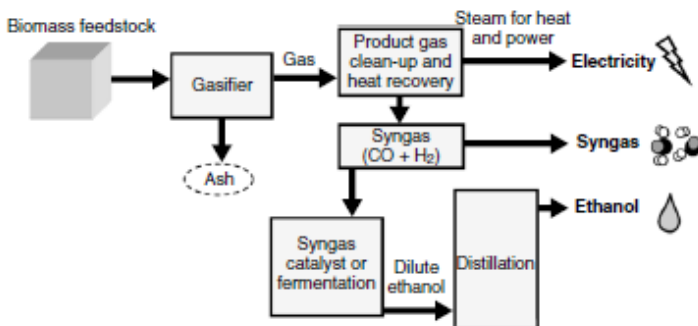 Biomass feedstock
Gasifier
Ash
Gas
Product gas
clean-up and
heat recovery
Steam for heat
and power
Electricity
Syngas
(CO + H₂)
Syngas
Syngas
catalyst or
fermentation
Dilute
ethanol
Distillation
Ethanol